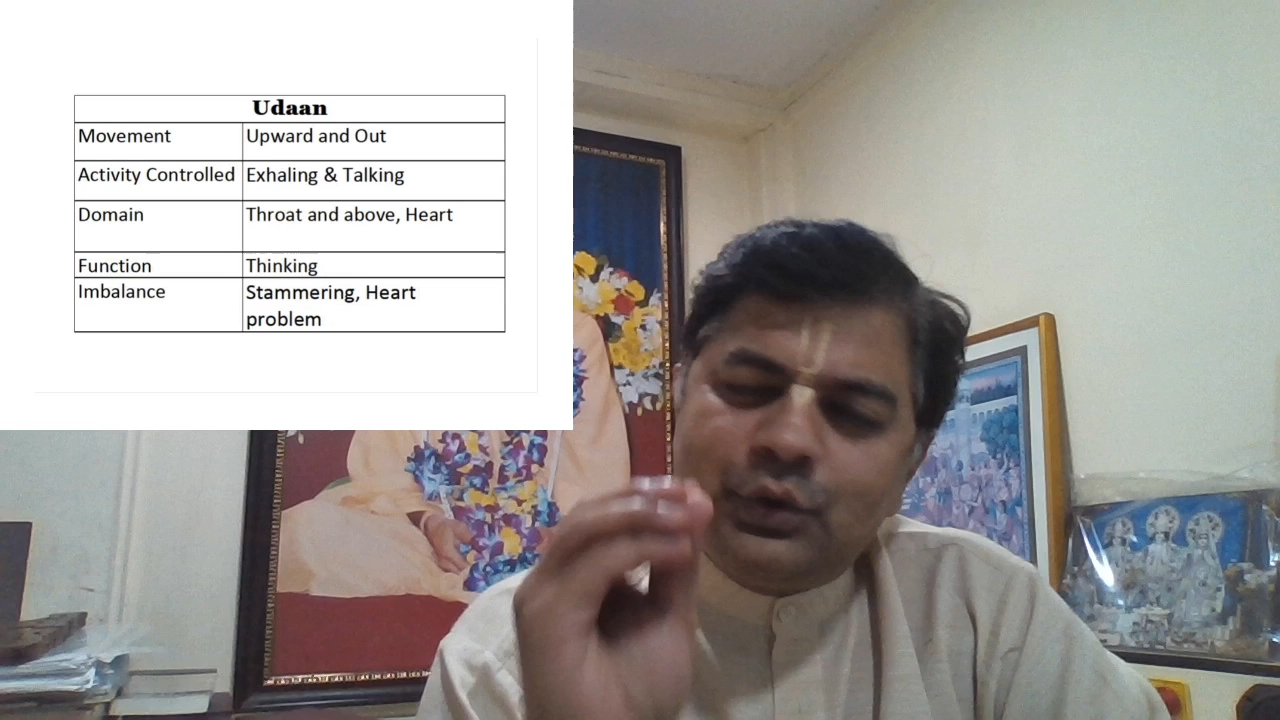 Udaan
Movement Upward and Out
Activity Controlled Exhaling & Talking
Domain Throat and above, Heart
Function Thinking
Imbalance Stammering, Heart
problem